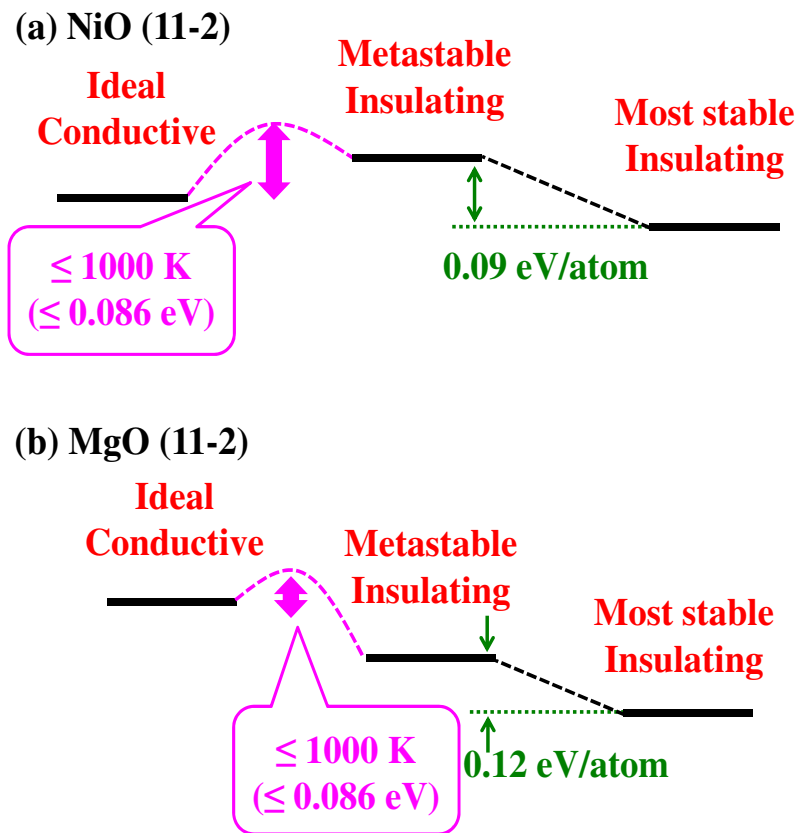 (a) NiO (11-2)
Ideal
Conductive
Metastable
Insulating
Most stable
Insulating
≤ 1000 K
(≤ 0.086 eV)
0.09 eV/atom
(b) MgO (11-2)
Ideal
Conductive
Metastable
Insulating
Most stable
Insulating
≤ 1000 K
(≤ 0.086 eV)
0.12 eV/atom